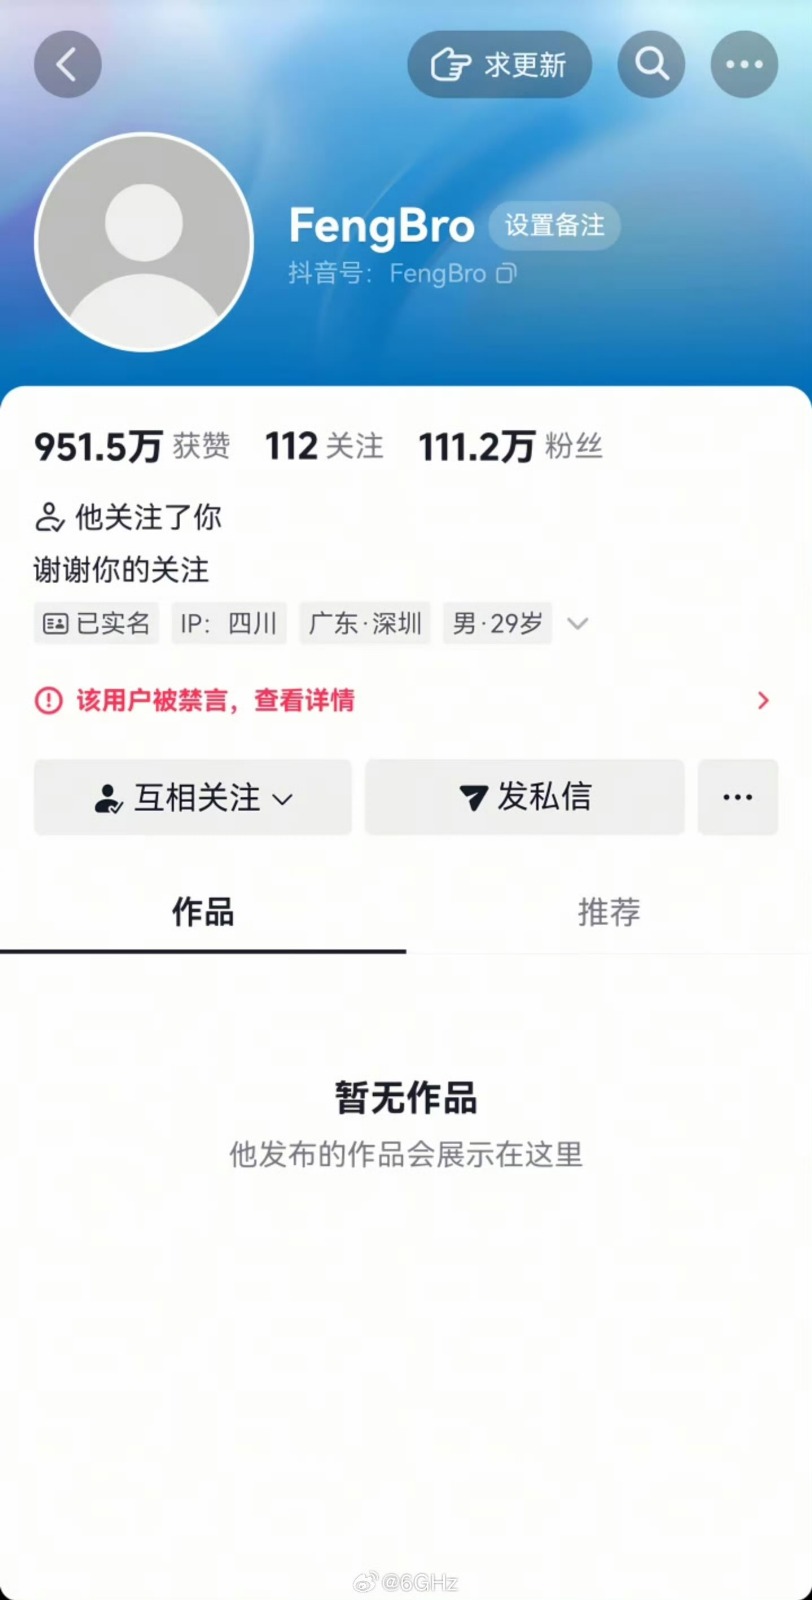 求更新
FengBro 设置备注
抖音号：FengBro
951.5万 获赞 112 关注 111.2万 粉丝
他关注了你
谢谢你的关注
已实名 IP：四川 广东·深圳 男·29岁
该用户被禁言，查看详情
互相关注 发私信
作品 推荐
暂无作品
他发布的作品会展示在这里
@6GHz